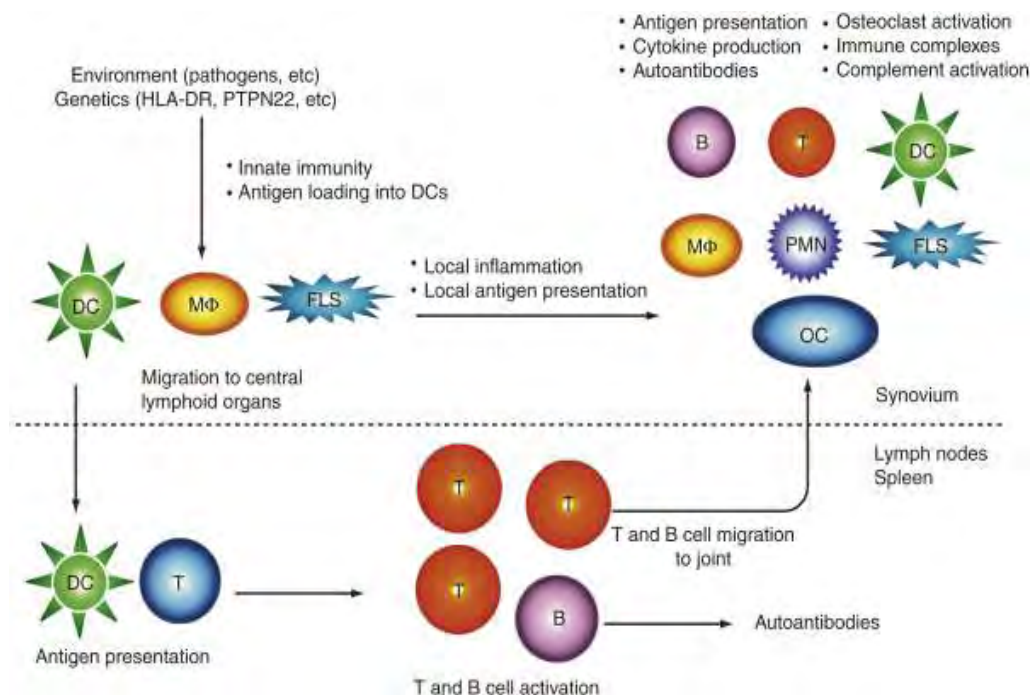 Environment (pathogens, etc)
Genetics (HLA-DR, PTPN22, etc)
• Innate immunity
• Antigen loading into DCs
• Antigen presentation
• Cytokine production
• Autoantibodies
• Osteoclast activation
• Immune complexes
• Complement activation
B
T
DC
MΦ
PMN
FLS
OC
DC
MΦ
FLS
• Local inflammation
• Local antigen presentation
Migration to central
lymphoid organs
Synovium
Lymph nodes
Spleen
DC
T
Antigen presentation
T
T
T
B
T and B cell activation
T and B cell migration
to joint
Autoantibodies